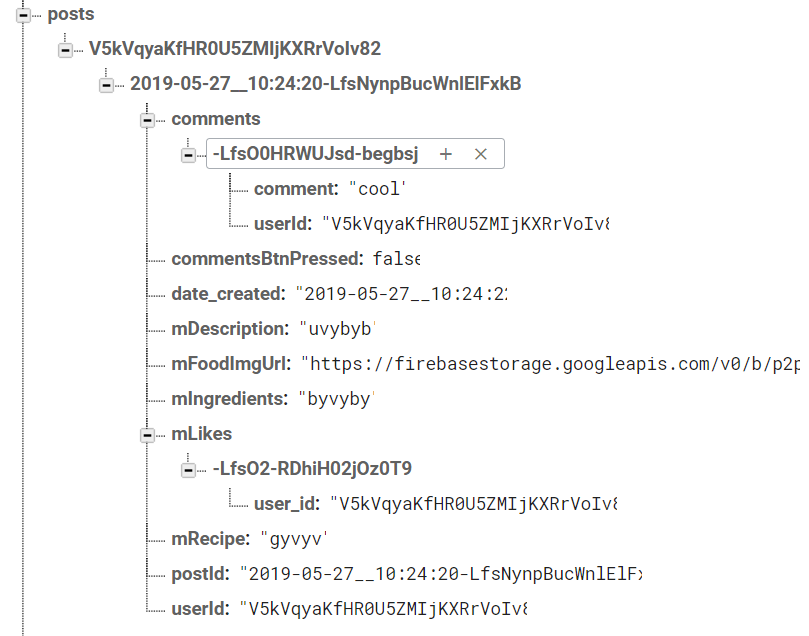 posts
V5kVqyaKfHR0U5ZMIjKXRrVoIv82
2019-05-27__10:24:20-LfsNynpBucWnlElFxkB
comments
-LfsO0HRWUJsd-begbsj + ×
comment: "cool"
userId: "V5kVqyaKfHR0U5ZMIjKXRrVoIv8
commentsBtnPressed: false
date_created: "2019-05-27__10:24:22
mDescription: "uvybyb"
mFoodImgUrl: "https://firebasestorage.googleapis.com/v0/b/p2p
mIngredients: "byvyby"
mLikes
-LfsO2-RDhiH02jOz0T9
user_id: "V5kVqyaKfHR0U5ZMIjKXRrVoIv8
mRecipe: "gyvyv"
postId: "2019-05-27__10:24:20-LfsNynpBucWnlElFx
userId: "V5kVqyaKfHR0U5ZMIjKXRrVoIv8